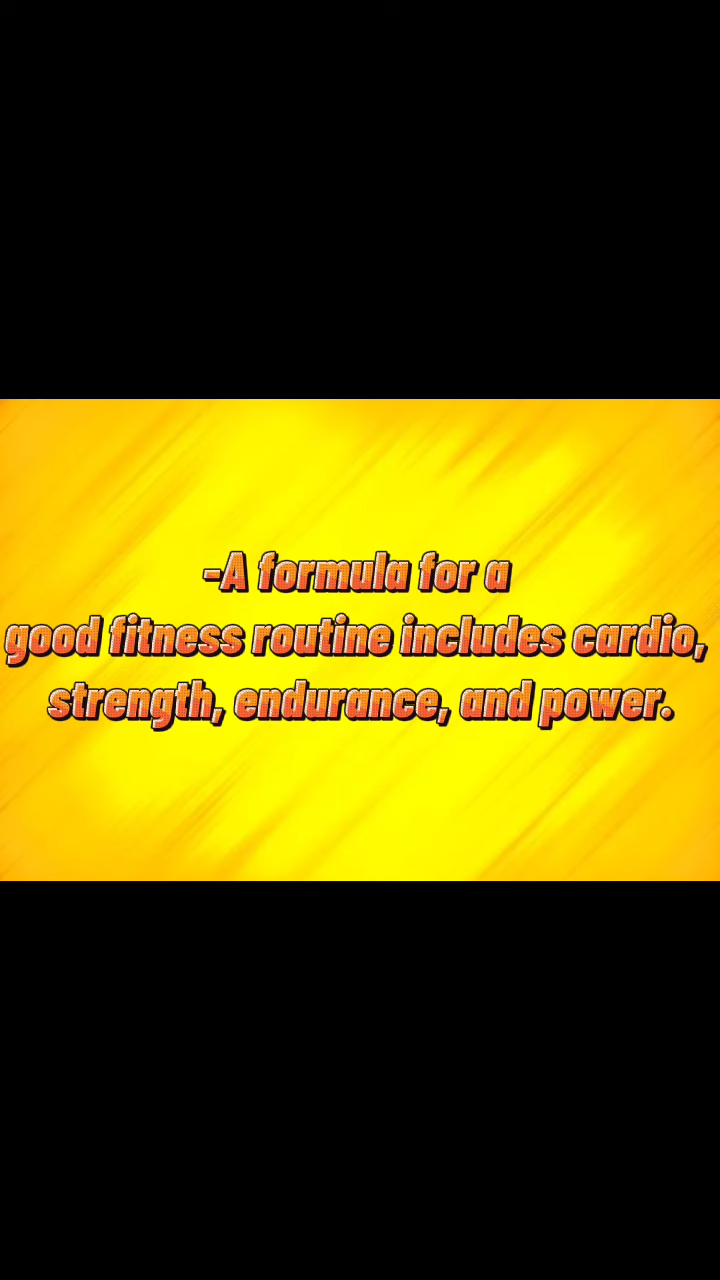 -A formula for a
good fitness routine includes cardio,
strength, endurance, and power.